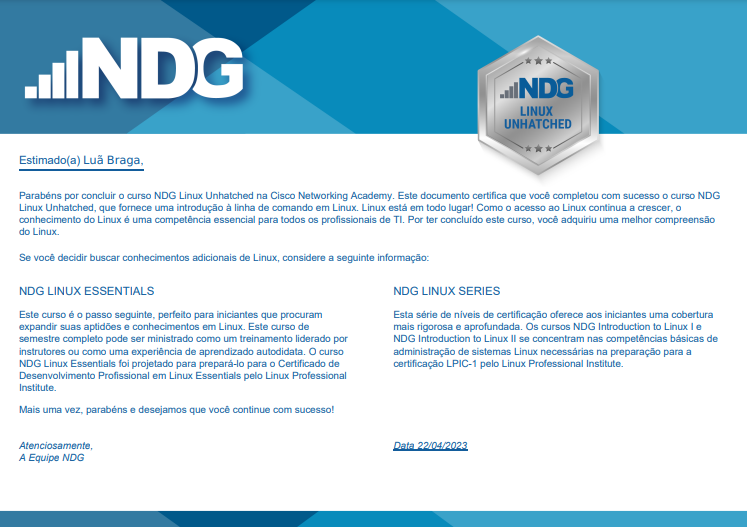 NDG
NDG
LINUX
UNHATCHED
Estimado(a) Luã Braga,
Parabéns por concluir o curso NDG Linux Unhatched na Cisco Networking Academy. Este documento certifica que você completou com sucesso o curso NDG
Linux Unhatched, que fornece uma introdução à linha de comando em Linux. Linux está em todo lugar! Como o acesso ao Linux continua a crescer, o
conhecimento do Linux é uma competência essencial para todos os profissionais de TI. Por ter concluído este curso, você adquiriu uma melhor compreensão
do Linux.
Se você decidir buscar conhecimentos adicionais de Linux, considere a seguinte informação:
NDG LINUX ESSENTIALS
Este curso é o passo seguinte, perfeito para iniciantes que procuram
expandir suas aptidões e conhecimentos em Linux. Este curso de
semestre completo pode ser ministrado como um treinamento liderado por
instrutores ou como uma experiência de aprendizado autodidata. O curso
NDG Linux Essentials foi projetado para prepará-lo para o Certificado de
Desenvolvimento Profissional em Linux Essentials pelo Linux Professional
Institute.
Mais uma vez, parabéns e desejamos que você continue com sucesso!
NDG LINUX SERIES
Esta série de níveis de certificação oferece aos iniciantes uma cobertura
mais rigorosa e aprofundada. Os cursos NDG Introduction to Linux I e
NDG Introduction to Linux II se concentram nas competências básicas de
administração de sistemas Linux necessárias na preparação para a
certificação LPIC-1 pelo Linux Professional Institute.
Atenciosamente,
A Equipe NDG
Data 22/04/2023